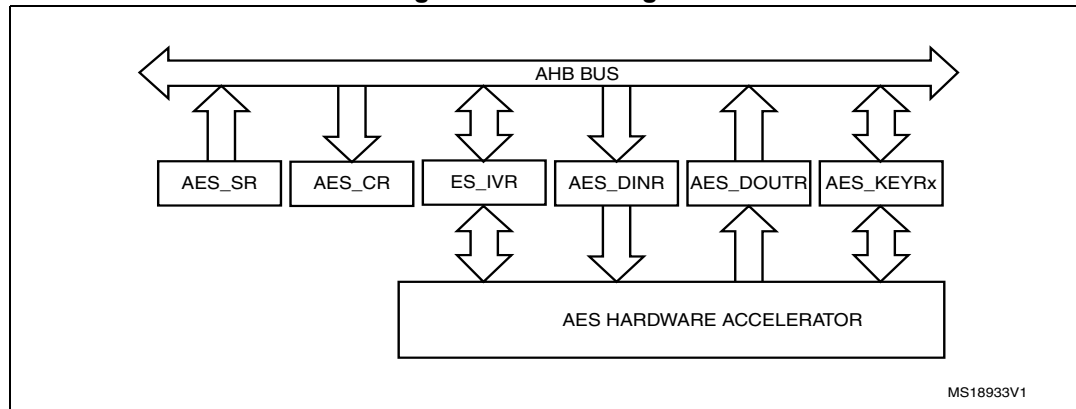 AHB BUS
AES_SR
AES_CR
ES_IVR
AES_DINR
AES_DOUTR
AES_KEYRx
AES HARDWARE ACCELERATOR
MS18933V1